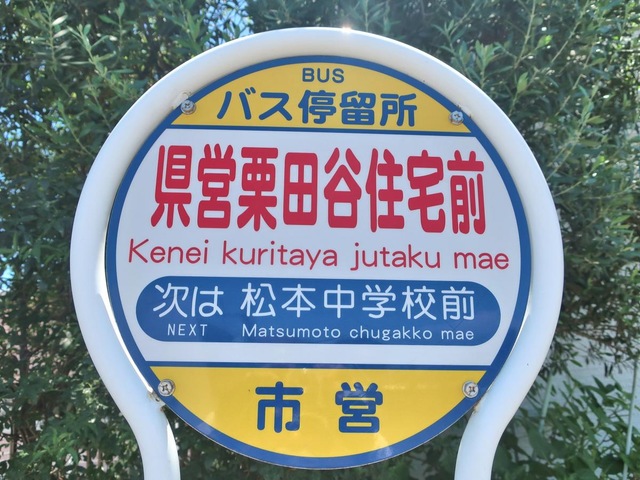 BUS
バス停留所
県営栗田谷住宅前
Kenei kuritaya jutaku mae
次は 松本中学校前
NEXT Matsumoto chugakko mae
市営